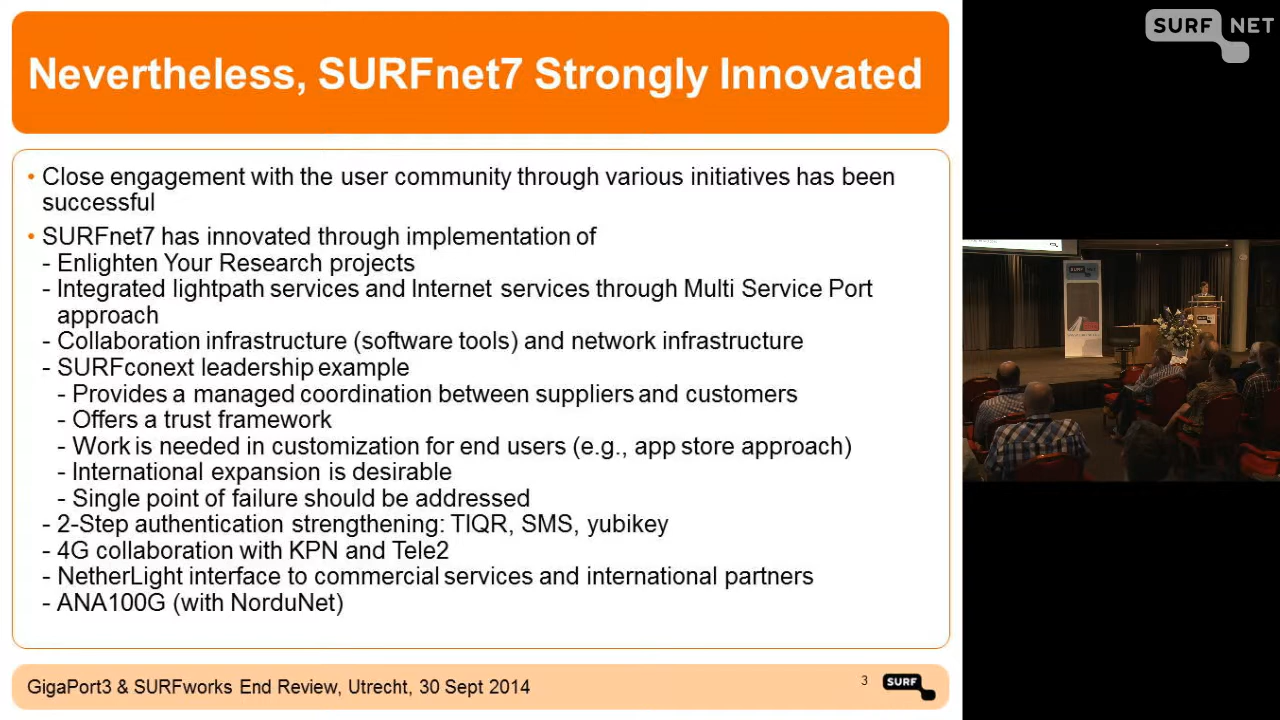 Nevertheless, SURFnet7 Strongly Innovated
• Close engagement with the user community through various initiatives has been
successful
• SURFnet7 has innovated through implementation of
- Enlighten Your Research projects
- Integrated lightpath services and Internet services through Multi Service Port
approach
- Collaboration infrastructure (software tools) and network infrastructure
- SURFconext leadership example
- Provides a managed coordination between suppliers and customers
- Offers a trust framework
- Work is needed in customization for end users (e.g., app store approach)
- International expansion is desirable
- Single point of failure should be addressed
- 2-Step authentication strengthening: TIQR, SMS, yubikey
- 4G collaboration with KPN and Tele2
- NetherLight interface to commercial services and international partners
- ANA100G (with NorduNet)
GigaPort3 & SURFworks End Review, Utrecht, 30 Sept 2014
3
SURF
SURF NET
SURF